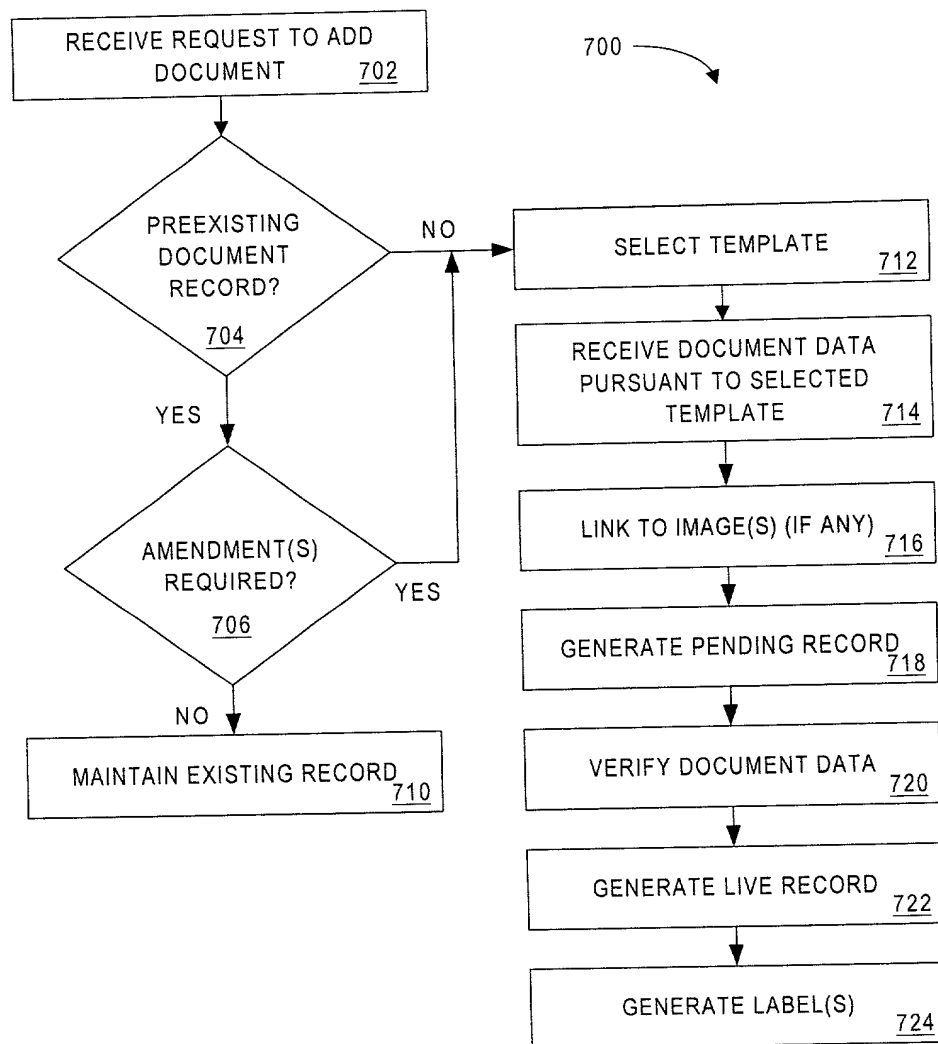 RECEIVE REQUEST TO ADD
DOCUMENT 702
700
PREEXISTING
DOCUMENT
RECORD?
704
NO
YES
AMENDMENT(S)
REQUIRED?
706
YES
NO
MAINTAIN EXISTING RECORD
710
SELECT TEMPLATE
712
RECEIVE DOCUMENT DATA
PURSUANT TO SELECTED
TEMPLATE 714
LINK TO IMAGE(S) (IF ANY)
716
GENERATE PENDING RECORD
718
VERIFY DOCUMENT DATA
720
GENERATE LIVE RECORD
722
GENERATE LABEL(S)
724